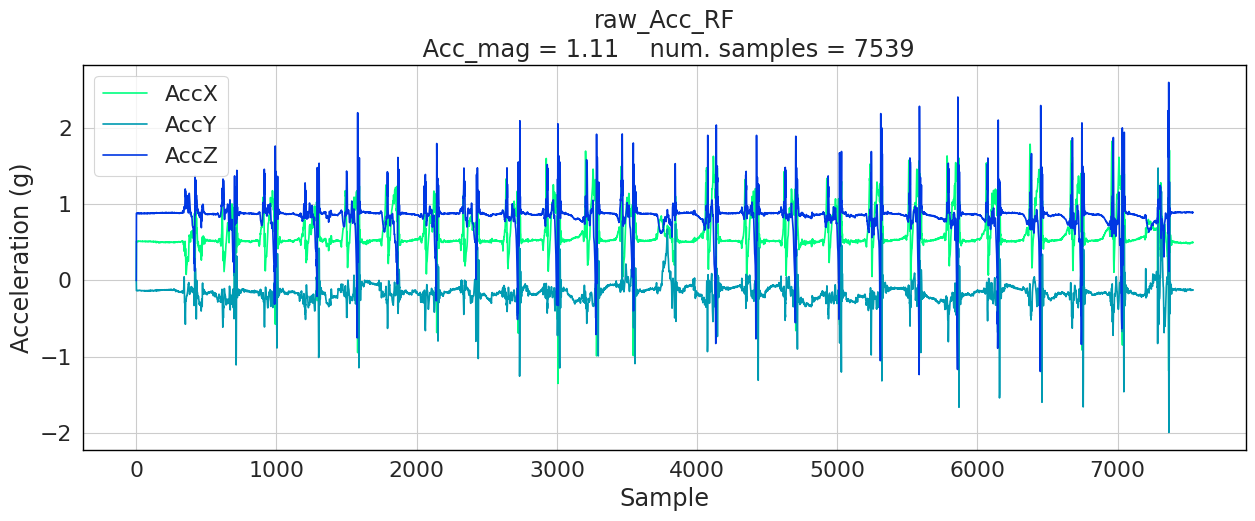 raw_Acc_RF
Acc_mag = 1.11    num. samples = 7539
AccX
AccY
AccZ
Acceleration (g)
2
1
0
−1
−2
0 1000 2000 3000 4000 5000 6000 7000
Sample